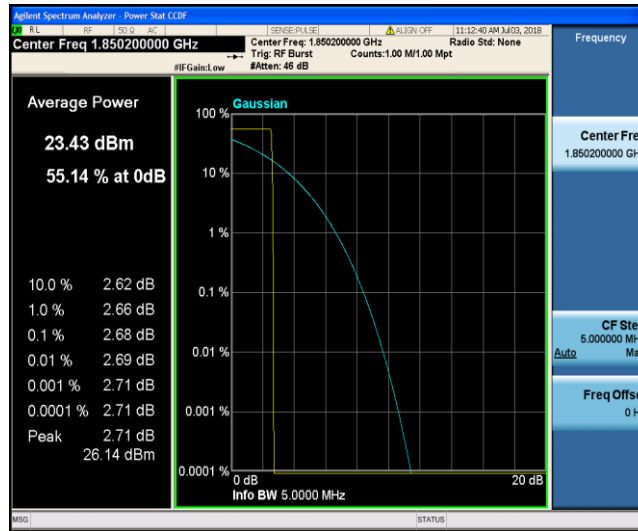 Agilent Spectrum Analyzer - Power Stat CCDF
RL RF 50 Ω AC SENSE:PULSE ALIGN OFF 11:12:40 AM Jul 03, 2018
Center Freq 1.850200000 GHz
Center Freq: 1.850200000 GHz Radio Std: None
Trig: RF Burst Counts:1.00 M/1.00 Mpt
#IFGain:Low #Atten: 46 dB
Frequency
Average Power
23.43 dBm
55.14 % at 0dB
10.0 % 2.62 dB
1.0 % 2.66 dB
0.1 % 2.68 dB
0.01 % 2.69 dB
0.001 % 2.71 dB
0.0001 % 2.71 dB
Peak 2.71 dB
26.14 dBm
Gaussian
100 %
10 %
1 %
0.1 %
0.01 %
0.001 %
0.0001 %
0 dB 20 dB
Info BW 5.0000 MHz
Center Fre
1.850200000 GH
CF Ste
5.000000 MH
Auto Ma
Freq Offs
0 H
MSG STATUS